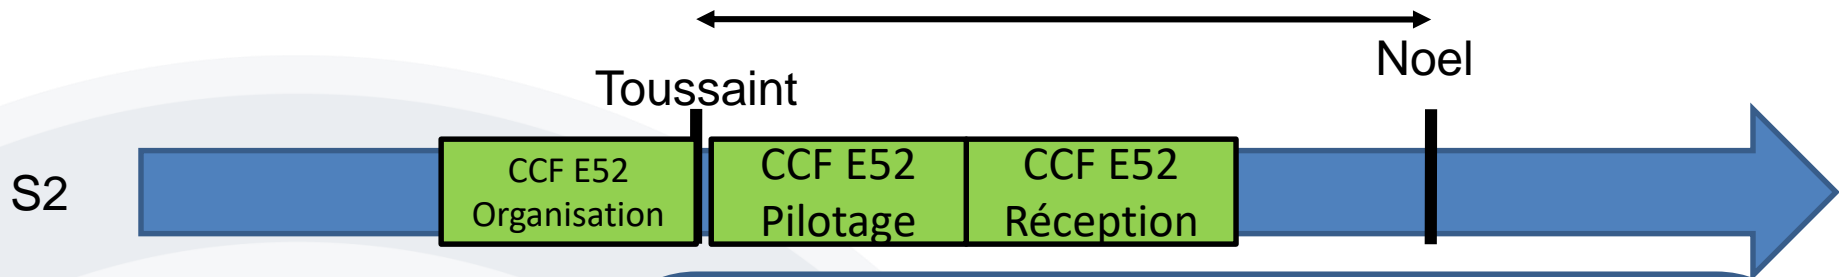 Noel
Toussaint
S2
CCF E52
Organisation
CCF E52
Pilotage
CCF E52
Réception